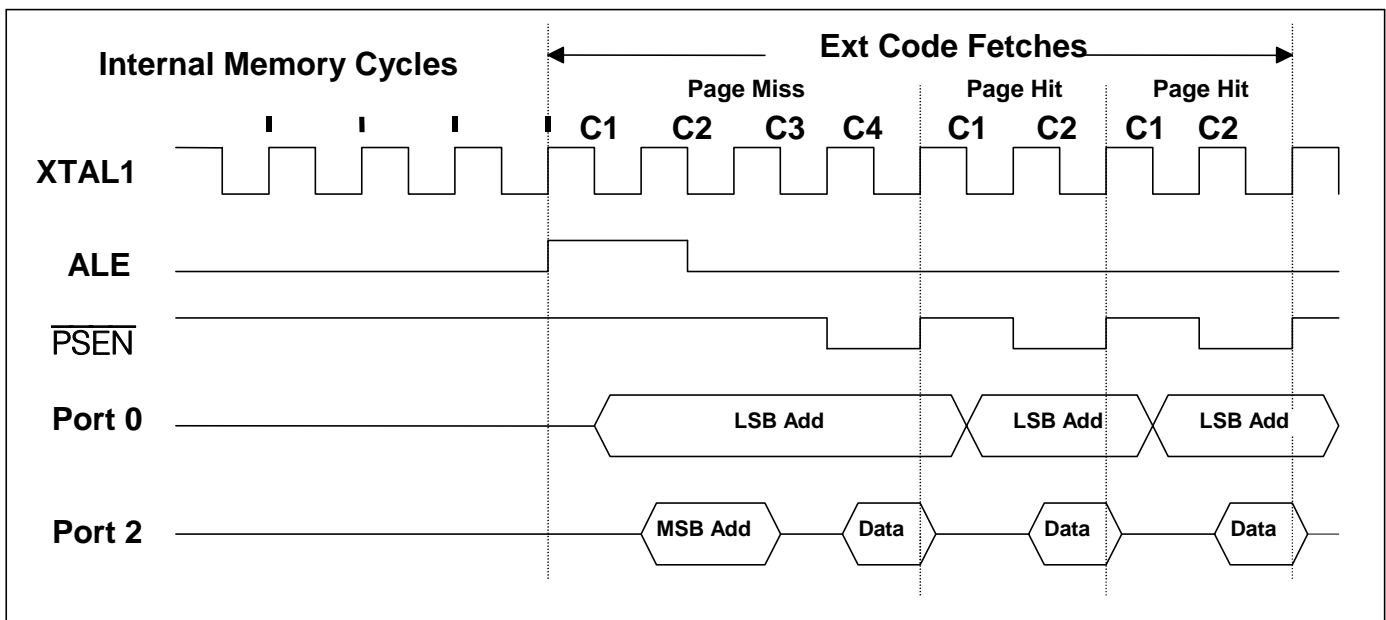 Ext Code Fetches
Internal Memory Cycles
Page Miss Page Hit Page Hit
C1 C2 C3 C4 C1 C2 C1 C2
XTAL1
ALE
PSEN
Port 0 LSB Add LSB Add LSB Add
Port 2 MSB Add Data Data Data